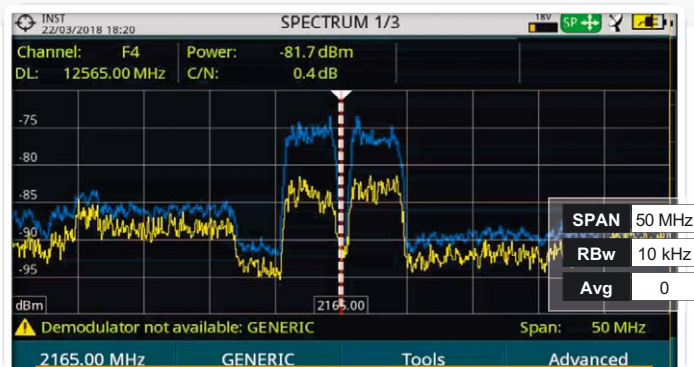 INST
22/03/2018 18:20
SPECTRUM 1/3
18V SP
Channel: F4 Power: -81.7 dBm
DL: 12565.00 MHz C/N: 0.4 dB
-75
-80
-85
-90
-95
dBm
2165.00
SPAN 50 MHz
RBw 10 kHz
Avg 0
Demodulator not available: GENERIC Span: 50 MHz
2165.00 MHz GENERIC Tools Advanced